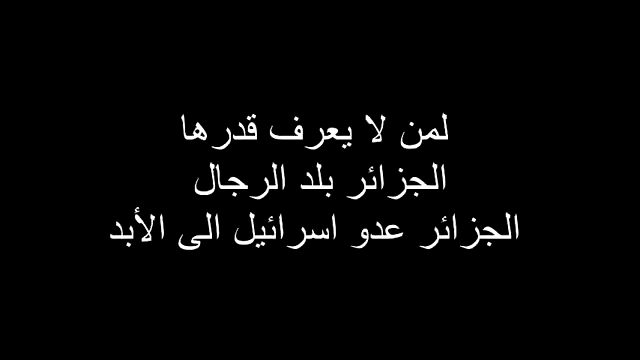 لمن لا يعرف قدرها
الجزائر بلد الرجال
الجزائر عدو اسرائيل الى الأبد